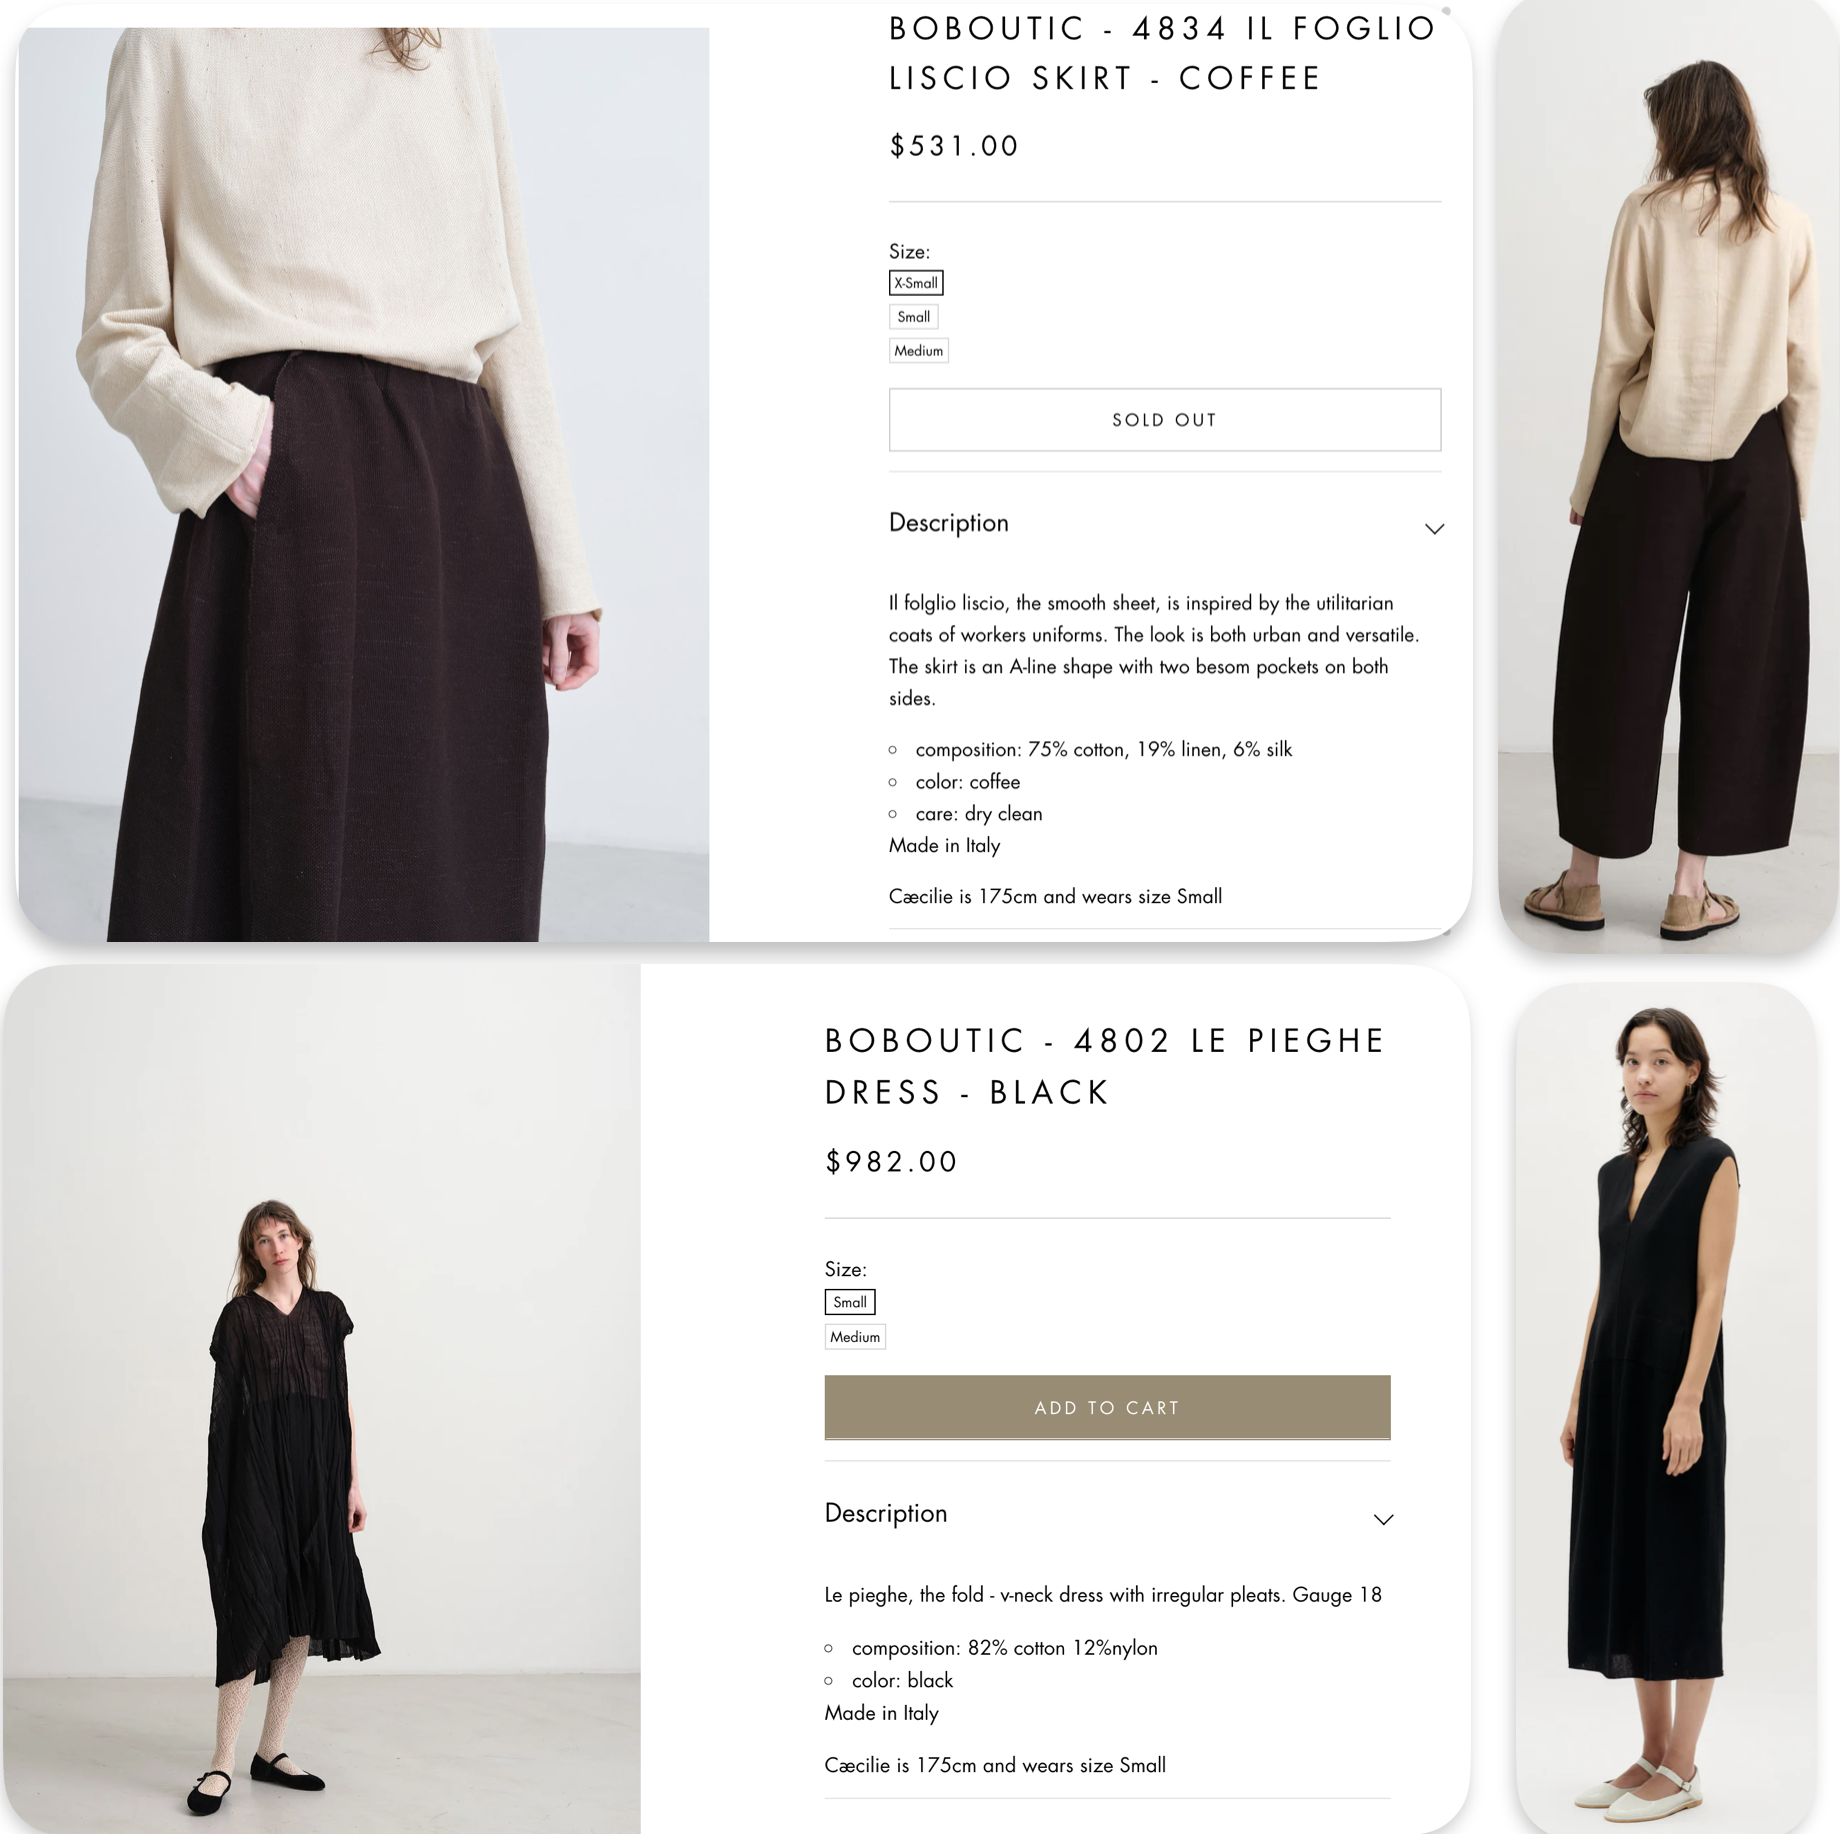 BOBOUTIC - 4834 IL FOGLIO
LISCIO SKIRT - COFFEE
$531.00
Size:
X-Small
Small
Medium
SOLD OUT
Description
Il folglio liscio, the smooth sheet, is inspired by the utilitarian
coats of workers uniforms. The look is both urban and versatile.
The skirt is an A-line shape with two besom pockets on both
sides.
composition: 75% cotton, 19% linen, 6% silk
color: coffee
care: dry clean
Made in Italy
Cæcilie is 175cm and wears size Small
BOBOUTIC - 4802 LE PIEGHE
DRESS - BLACK
$982.00
Size:
Small
Medium
ADD TO CART
Description
Le pieghe, the fold - v-neck dress with irregular pleats. Gauge 18
composition: 82% cotton 12%nylon
color: black
Made in Italy
Cæcilie is 175cm and wears size Small